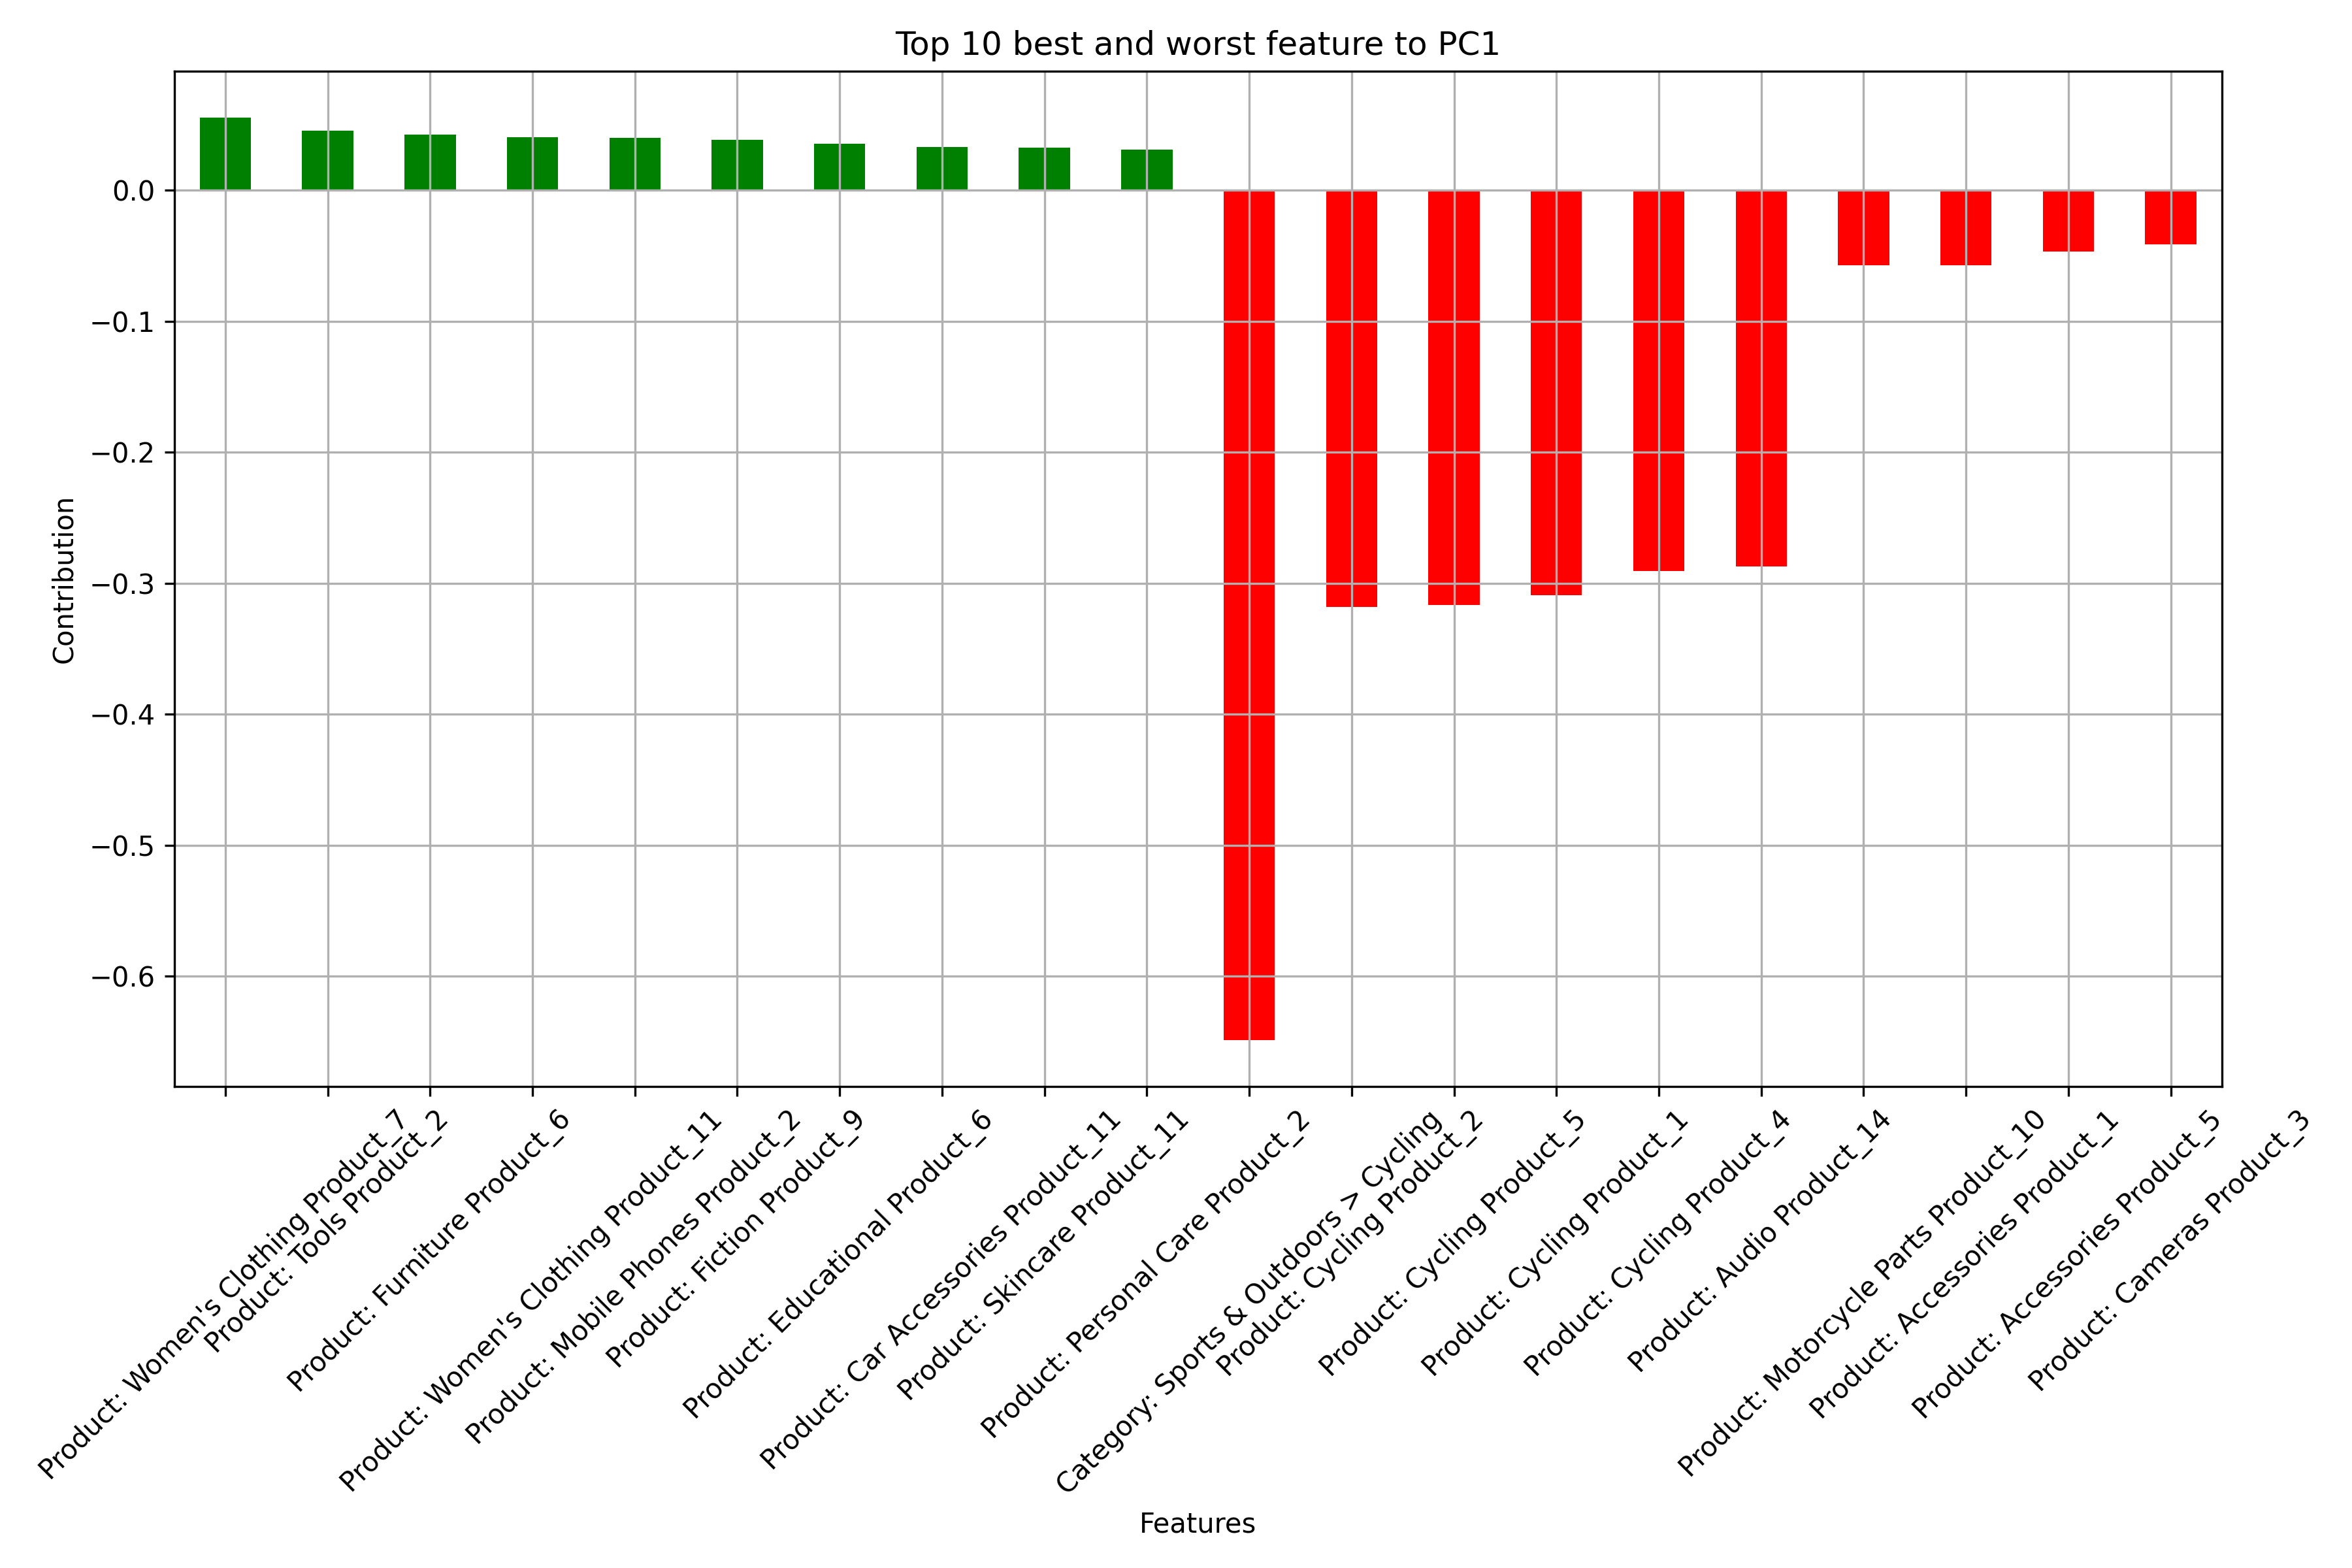 Top 10 best and worst feature to PC1
Contribution
0.0
−0.1
−0.2
−0.3
−0.4
−0.5
−0.6
Product: Women's Clothing Product_7
Product: Tools Product_2
Product: Furniture Product_6
Product: Women's Clothing Product_11
Product: Mobile Phones Product_2
Product: Fiction Product_9
Product: Educational Product_6
Product: Car Accessories Product_11
Product: Skincare Product_11
Product: Personal Care Product_2
Category: Sports & Outdoors > Cycling
Product: Cycling Product_2
Product: Cycling Product_5
Product: Cycling Product_1
Product: Cycling Product_4
Product: Audio Product_14
Product: Motorcycle Parts Product_10
Product: Accessories Product_1
Product: Accessories Product_5
Product: Cameras Product_3
Features